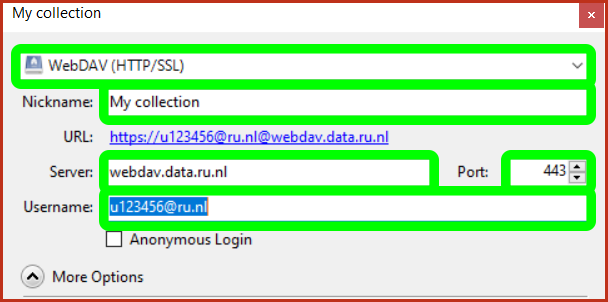 My collection
WebDAV (HTTP/SSL)
Nickname: My collection
URL: https://u123456@ru.nl@webdav.data.ru.nl
Server: webdav.data.ru.nl Port: 443
Username: u123456@ru.nl
Anonymous Login
More Options